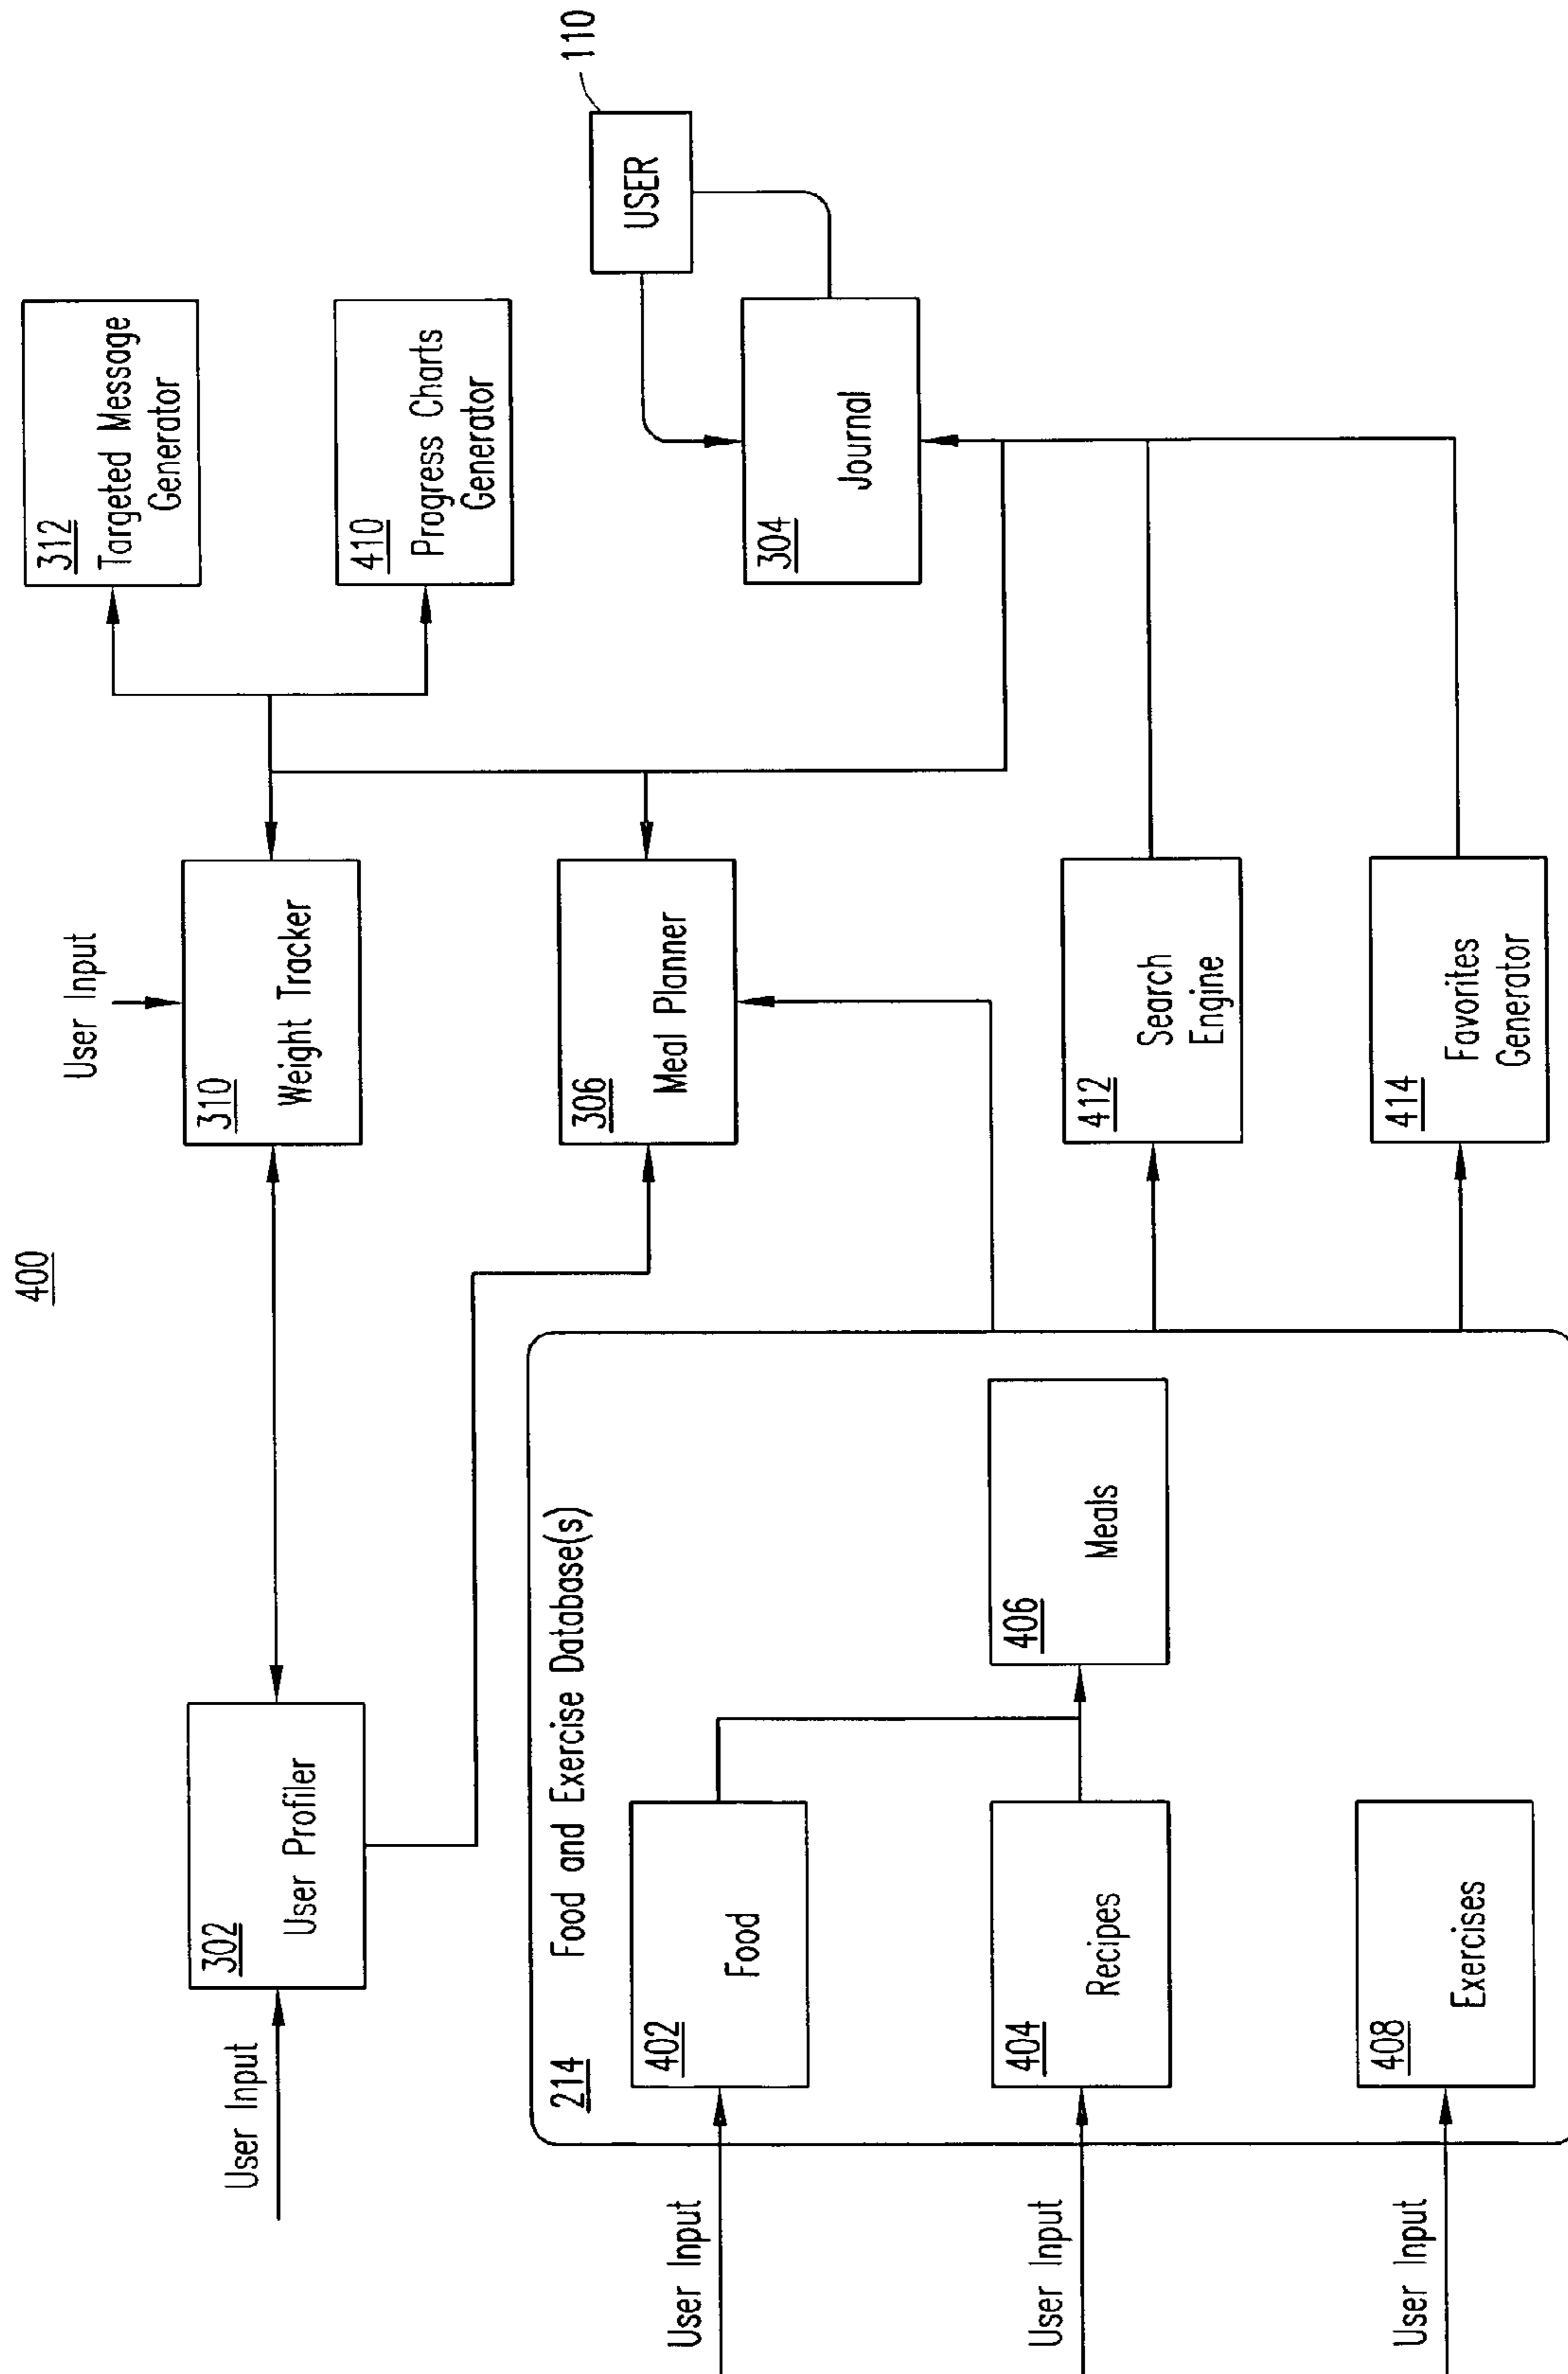 400
User Input
302
User Profiler
User Input
310
Weight Tracker
312
Targeted Message
Generator
410
Progress Charts
Generator
306
Meal Planner
USER
110
304
Journal
214
Food and Exercise Database(s)
User Input
402
Food
User Input
404
Recipes
406
Meals
User Input
408
Exercises
412
Search
Engine
414
Favorites
Generator